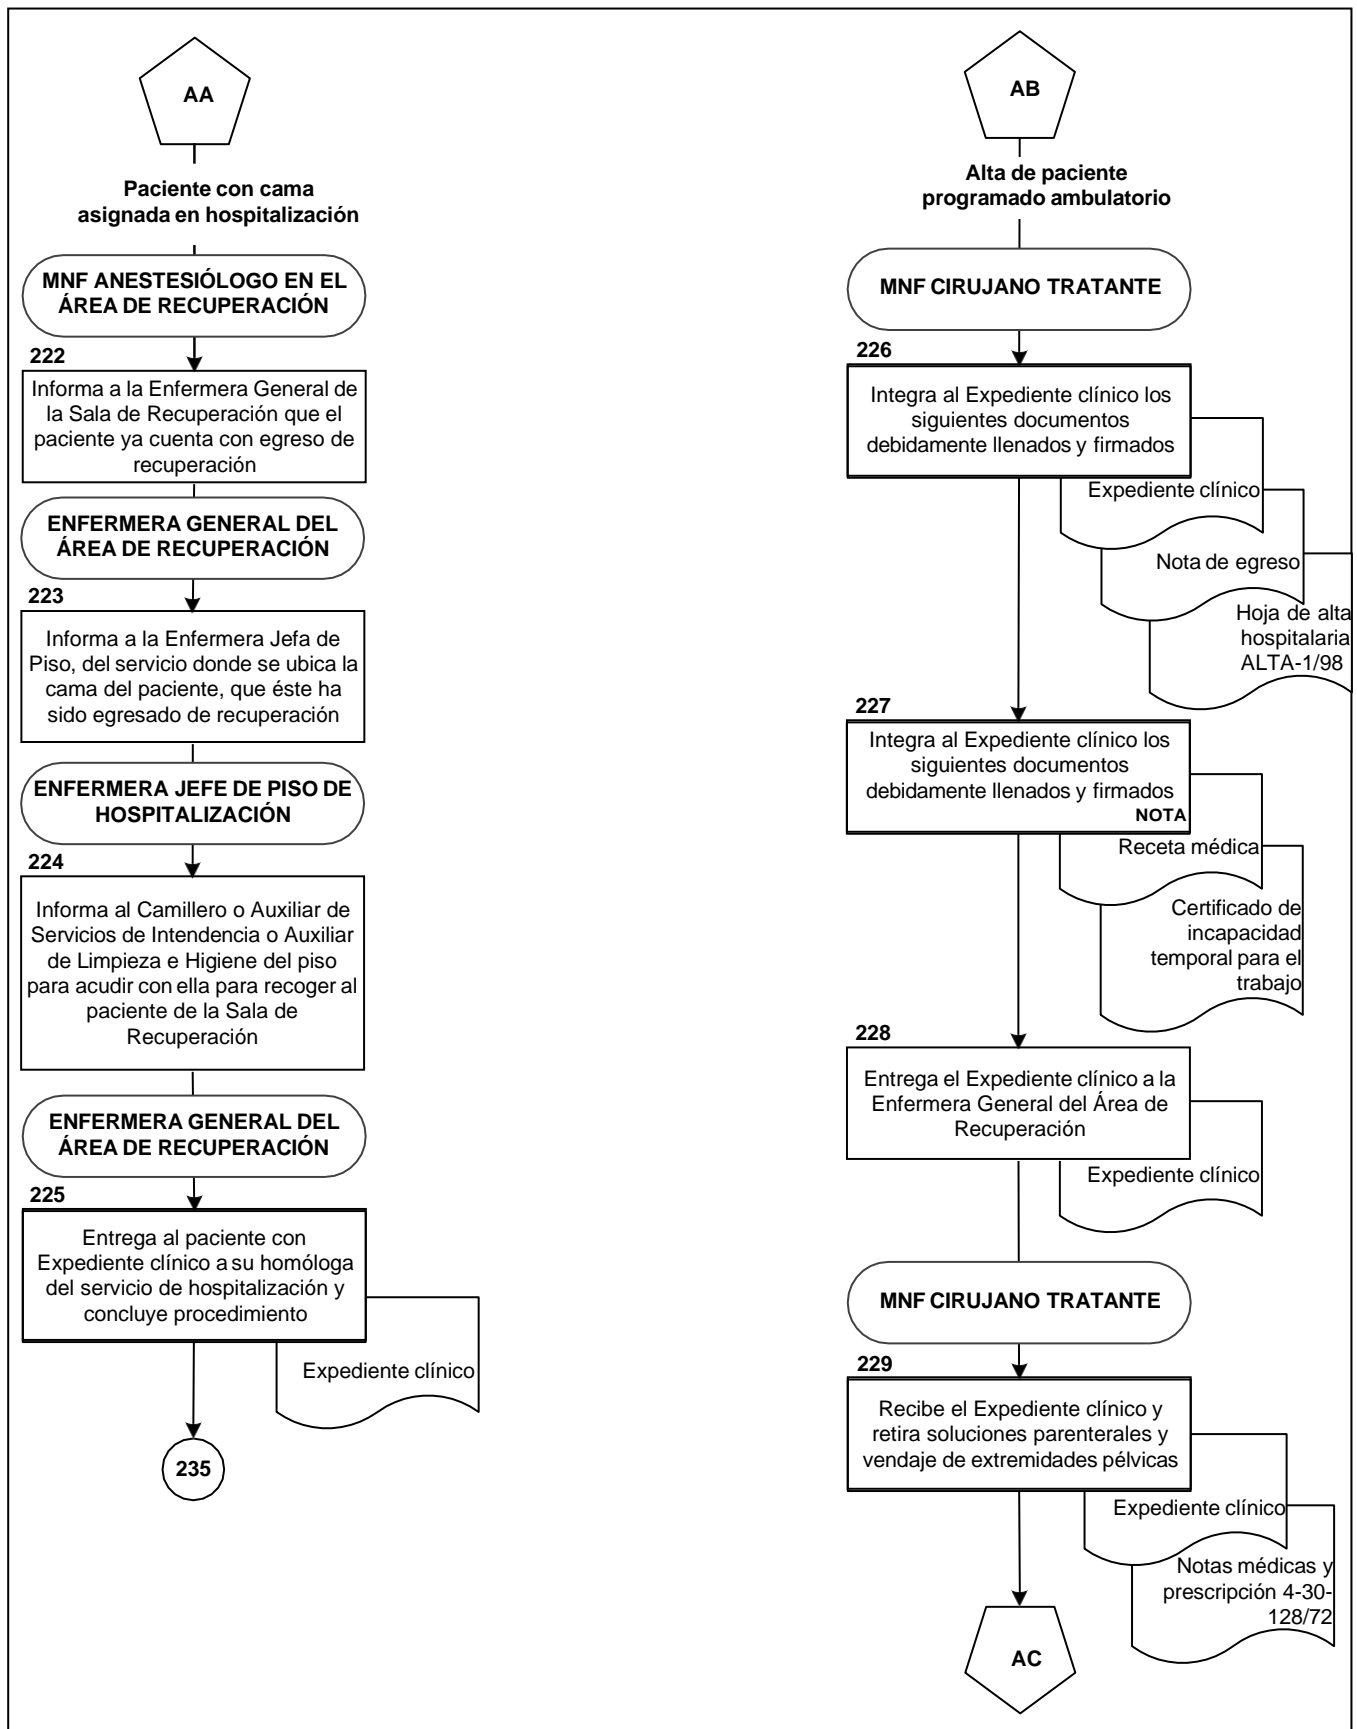 AA
Paciente con cama
asignada en hospitalización
MNF ANESTESIÓLOGO EN EL
ÁREA DE RECUPERACIÓN
222
Informa a la Enfermera General de
la Sala de Recuperación que el
paciente ya cuenta con egreso de
recuperación
ENFERMERA GENERAL DEL
ÁREA DE RECUPERACIÓN
223
Informa a la Enfermera Jefa de
Piso, del servicio donde se ubica la
cama del paciente, que éste ha
sido egresado de recuperación
ENFERMERA JEFE DE PISO DE
HOSPITALIZACIÓN
224
Informa al Camillero o Auxiliar de
Servicios de Intendencia o Auxiliar
de Limpieza e Higiene del piso
para acudir con ella para recoger al
paciente de la Sala de
Recuperación
ENFERMERA GENERAL DEL
ÁREA DE RECUPERACIÓN
225
Entrega al paciente con
Expediente clínico a su homóloga
del servicio de hospitalización y
concluye procedimiento
Expediente clínico
235
AB
Alta de paciente
programado ambulatorio
MNF CIRUJANO TRATANTE
226
Integra al Expediente clínico los
siguientes documentos
debidamente llenados y firmados
Expediente clínico
Nota de egreso
Hoja de alta
hospitalaria
ALTA-1/98
227
Integra al Expediente clínico los
siguientes documentos
debidamente llenados y firmados
NOTA
Receta médica
Certificado de
incapacidad
temporal para el
trabajo
228
Entrega el Expediente clínico a la
Enfermera General del Área de
Recuperación
Expediente clínico
MNF CIRUJANO TRATANTE
229
Recibe el Expediente clínico y
retira soluciones parenterales y
vendaje de extremidades pélvicas
Expediente clínico
Notas médicas y
prescripción 4-30-
128/72
AC